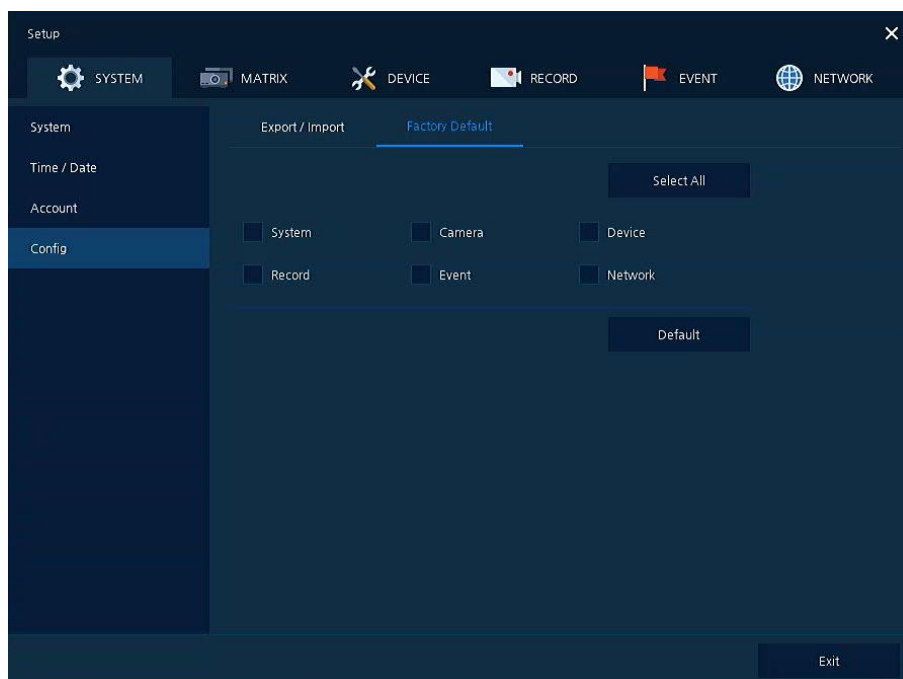 Setup
SYSTEM MATRIX DEVICE RECORD EVENT NETWORK
System
Time / Date
Account
Config
Export / Import Factory Default
Select All
System Camera Device
Record Event Network
Default
Exit